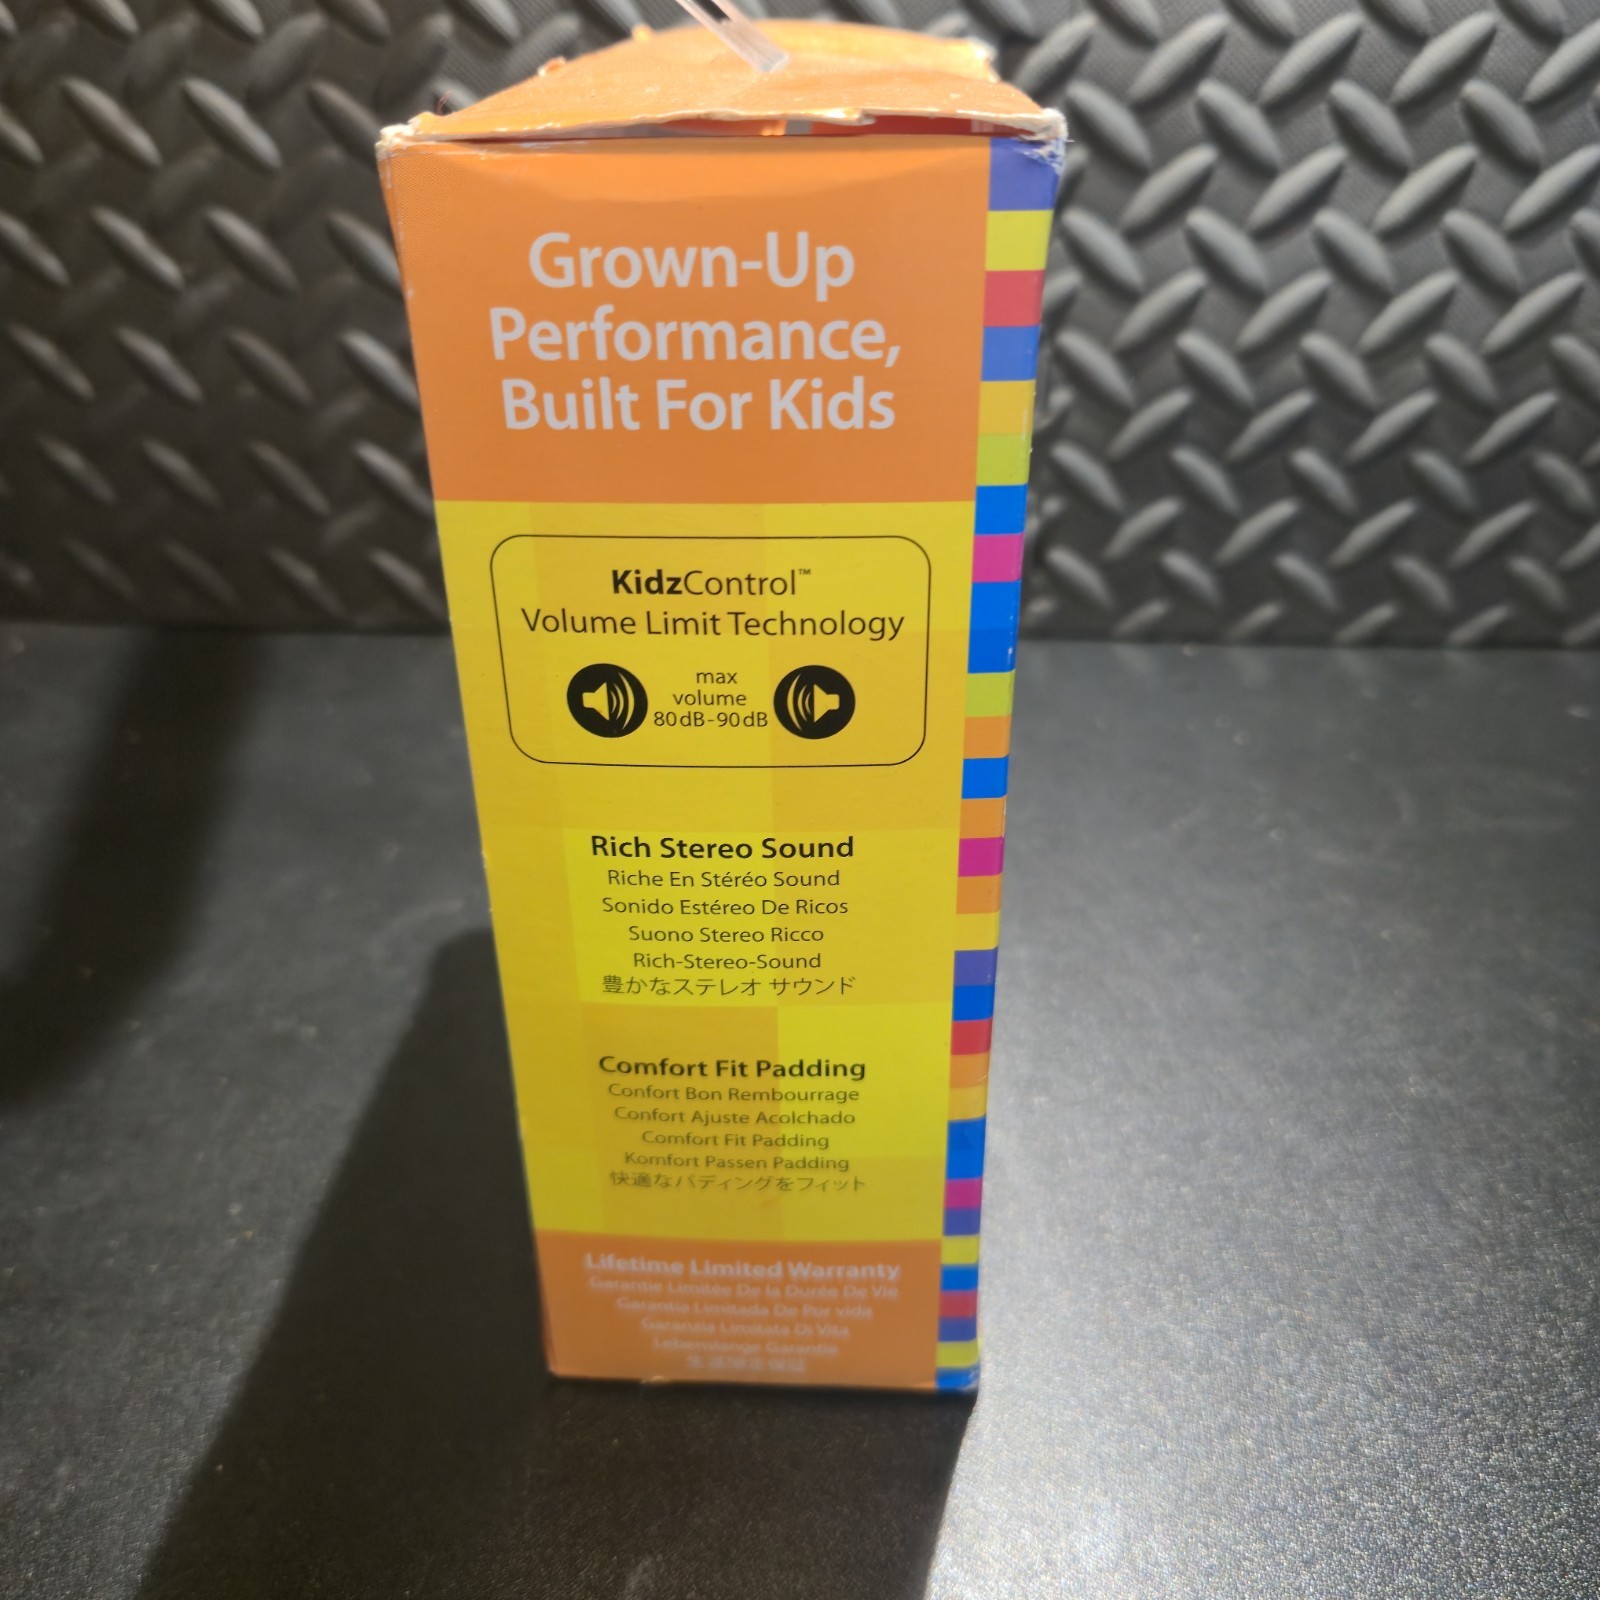 Grown-Up
Performance,
Built For Kids
KidzControl™
Volume Limit Technology
max
volume
80dB-90dB
Rich Stereo Sound
Riche En Stéréo Sound
Sonido Estéreo De Ricos
Suono Stereo Ricco
Rich-Stereo-Sound
豊かなステレオ サウンド
Comfort Fit Padding
Confort Bon Rembourrage
Confort Ajuste Acolchado
Comfort Fit Padding
Komfort Passen Padding
快適なパディングをフィット
Lifetime Limited Warranty
Garantie Limitée De la Durée De Vie
Garantia Limitada De Por vida
Garanzia Limitata Di Vita
Lebenslange Garantie